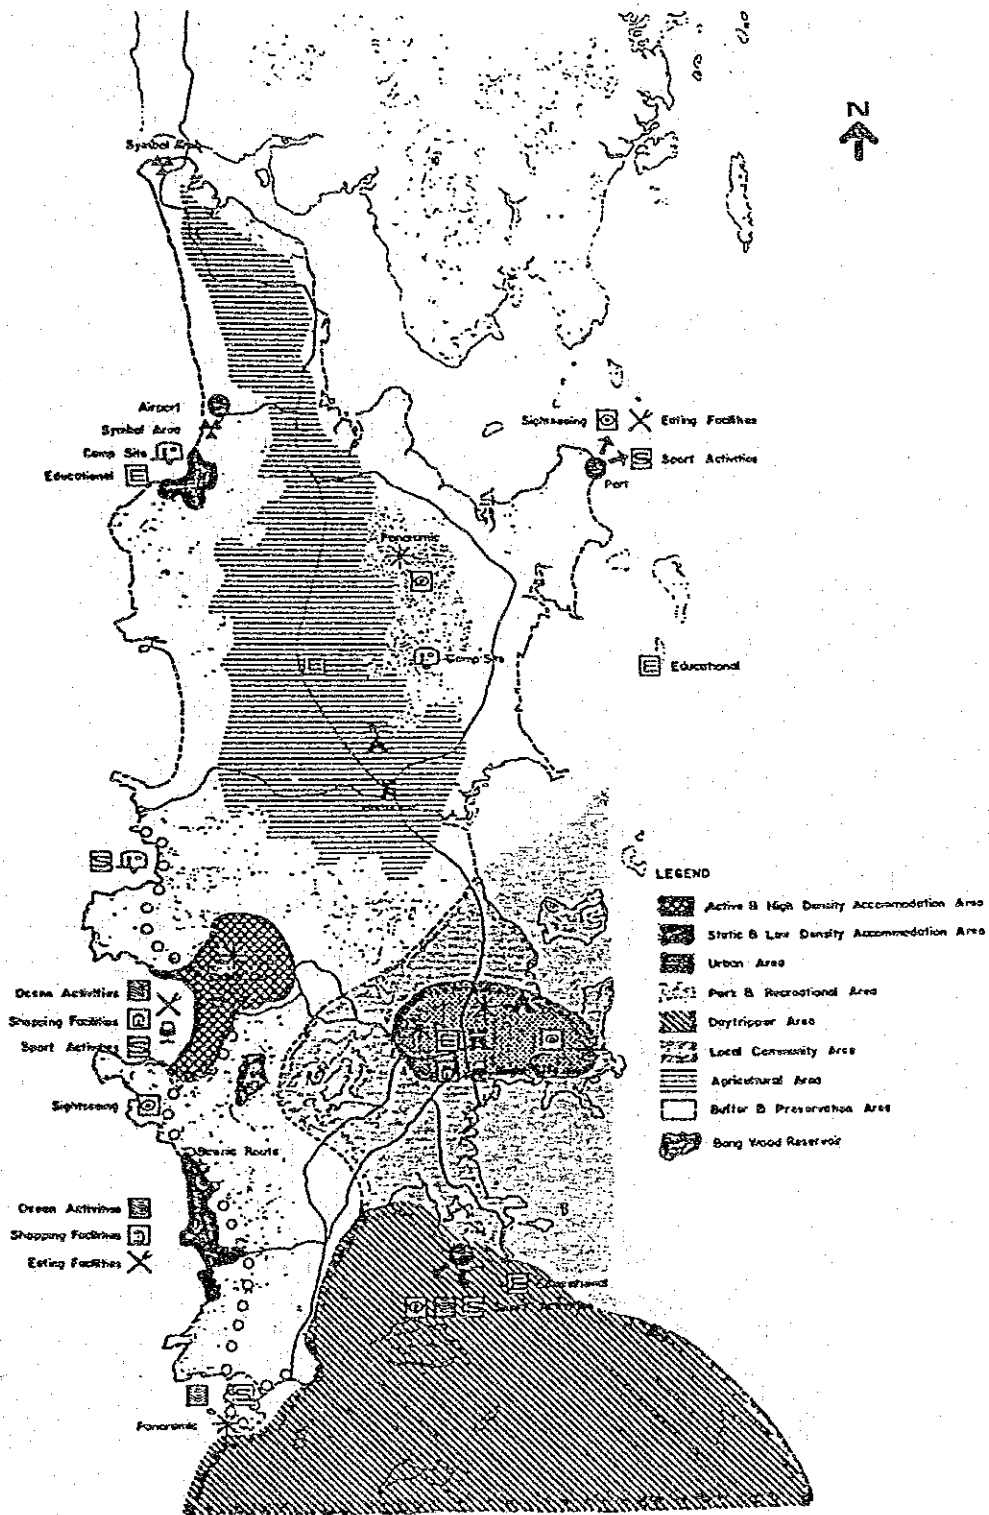 N
Symbol Area
Airport
Symbol Area
Camp Site
Educational
Sightseeing
Eating Facilities
Sport Activities
Port
Panoramic
Camp Site
Educational
LEGEND
Active & High Density Accommodation Area
Static & Low Density Accommodation Area
Urban Area
Park & Recreational Area
Daytripper Area
Local Community Area
Agricultural Area
Buffer & Preservation Area
Bang Wood Reservoir
Ocean Activities
Shopping Facilities
Sport Activities
Sightseeing
Scenic Route
Ocean Activities
Shopping Facilities
Eating Facilities
Educational
Panoramic